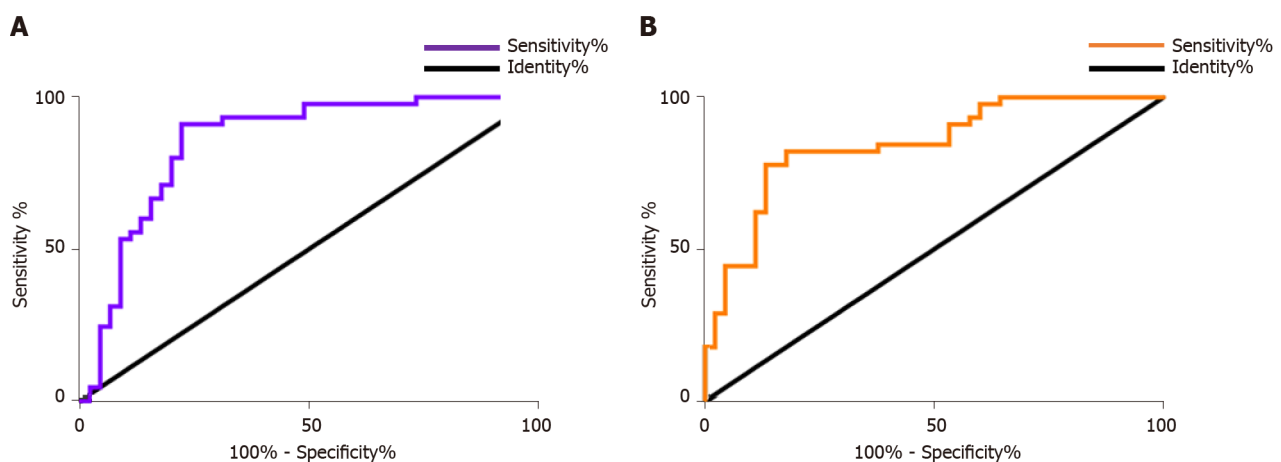 A
Sensitivity%
Identity%
100
50
0
Sensitivity %
0
50
100
100% - Specificity%
B
Sensitivity%
Identity%
100
50
0
Sensitivity %
0
50
100
100% - Specificity%